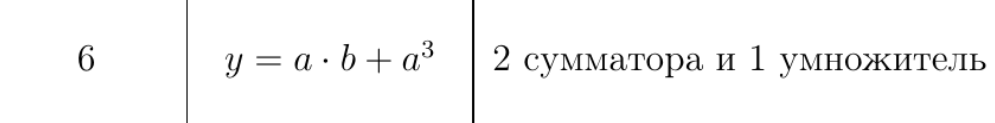 6 y = a · b + a³ 2 сумматора и 1 умножитель